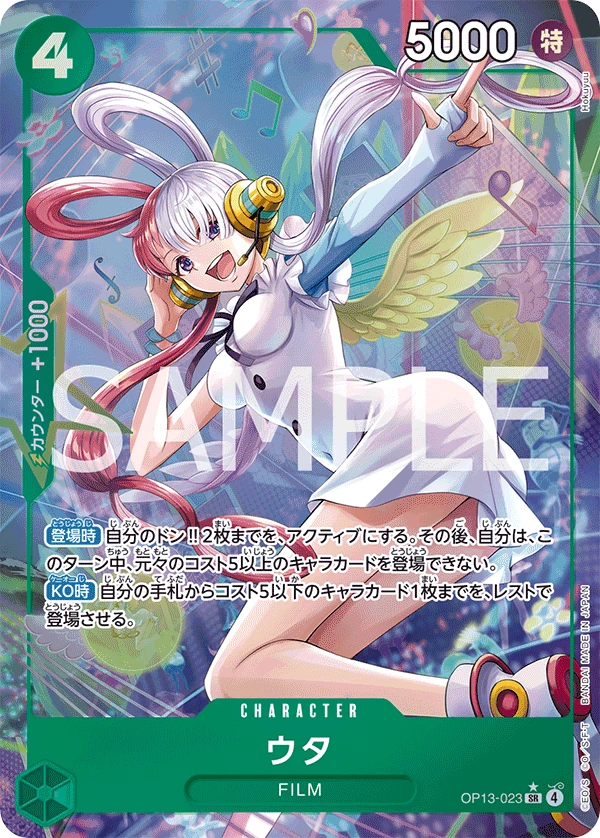 4
5000 特
Hokuyuu
カウンター +1000
SAMPLE
登場時 自分のドン!!2枚までを、アクティブにする。その後、自分は、こ
のターン中、元々のコスト5以上のキャラカードを登場できない。
KO時 自分の手札からコスト5以下のキャラカード1枚までを、レストで
登場させる。
©E.O/S. ©O./S.・F・T BANDAI MADE IN JAPAN
CHARACTER
ウタ
FILM
OP13-023 ★ SR 4